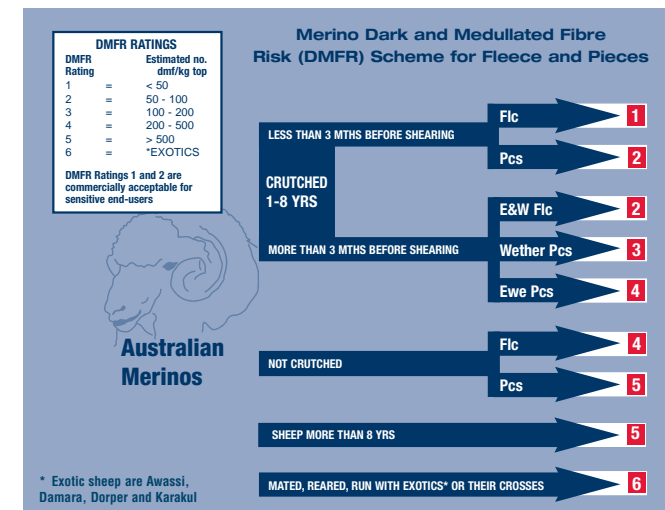 Merino Dark and Medullated Fibre
Risk (DMFR) Scheme for Fleece and Pieces
DMFR RATINGS
DMFR Estimated no.
Rating dmf/kg top
1 = < 50
2 = 50 - 100
3 = 100 - 200
4 = 200 - 500
5 = > 500
6 = *EXOTICS
DMFR Ratings 1 and 2 are
commercially acceptable for
sensitive end-users
Australian
Merinos
CRUTCHED
1-8 YRS
LESS THAN 3 MTHS BEFORE SHEARING
Flc 1
Pcs 2
MORE THAN 3 MTHS BEFORE SHEARING
E&W Flc 2
Wether Pcs 3
Ewe Pcs 4
NOT CRUTCHED
Flc 4
Pcs 5
SHEEP MORE THAN 8 YRS 5
MATED, REARED, RUN WITH EXOTICS* OR THEIR CROSSES 6
* Exotic sheep are Awassi,
Damara, Dorper and Karakul